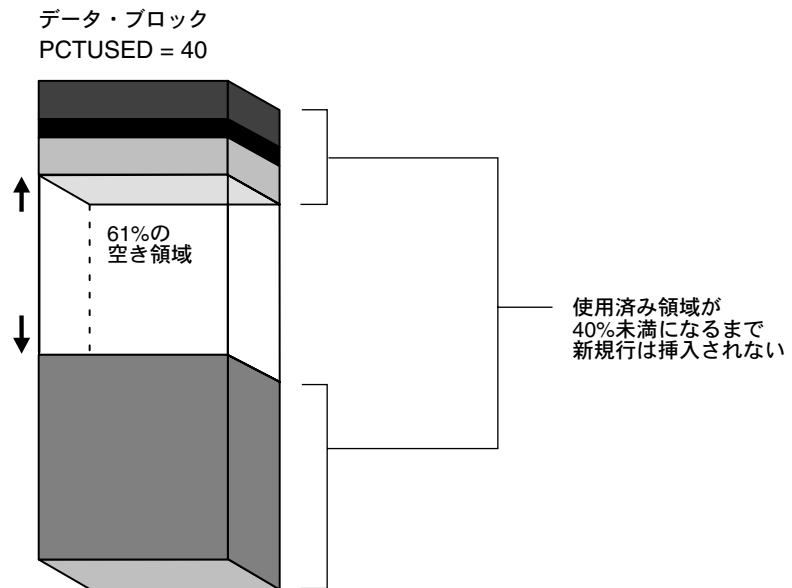 データ・ブロック
PCTUSED = 40
61%の
空き領域
使用済み領域が
40%未満になるまで
新規行は挿入されない